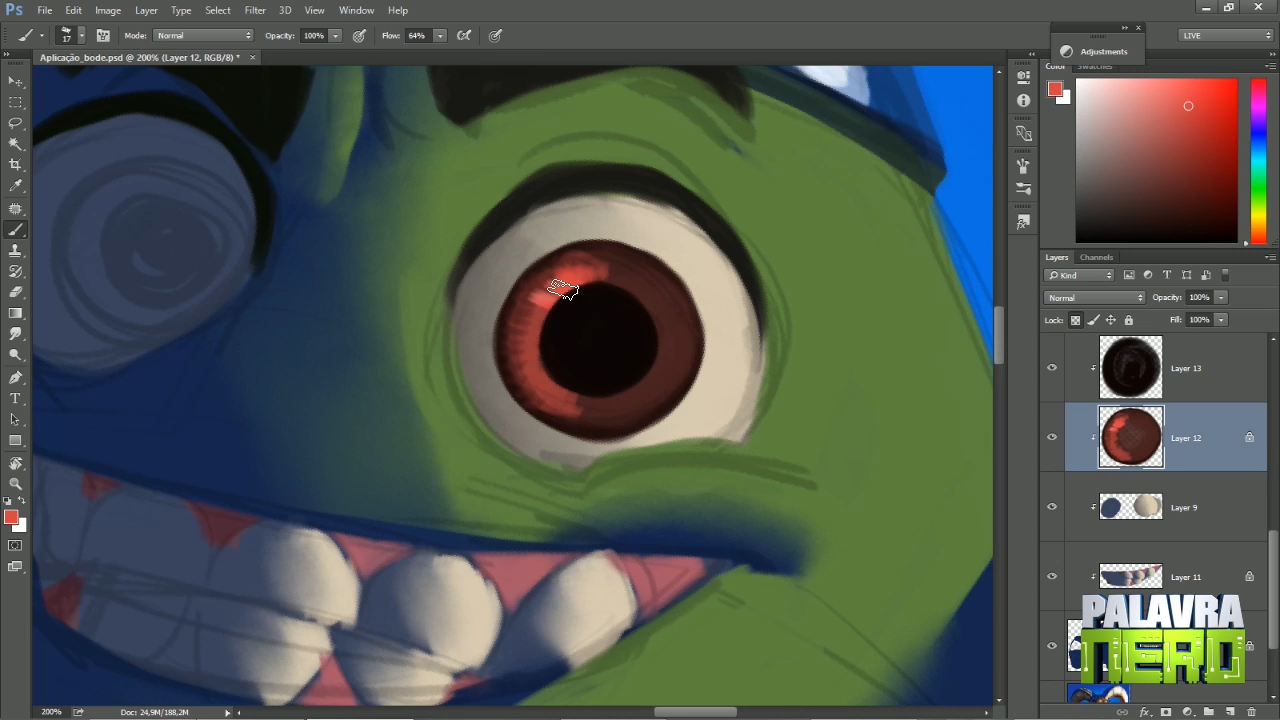 Ps File Edit Image Layer Type Select Filter 3D View Window Help
17 Mode: Normal Opacity: 100% Flow: 64% LIVE
Adjustments
Aplicação_bode.psd @ 200% (Layer 12, RGB/8) * ×
Color Swatches
Layers Channels
Kind
Normal Opacity: 100%
Lock: Fill: 100%
Layer 13
Layer 12
Layer 9
Layer 11
PALAVRA
NERD
200% Doc: 24,9M/188,2M
fx